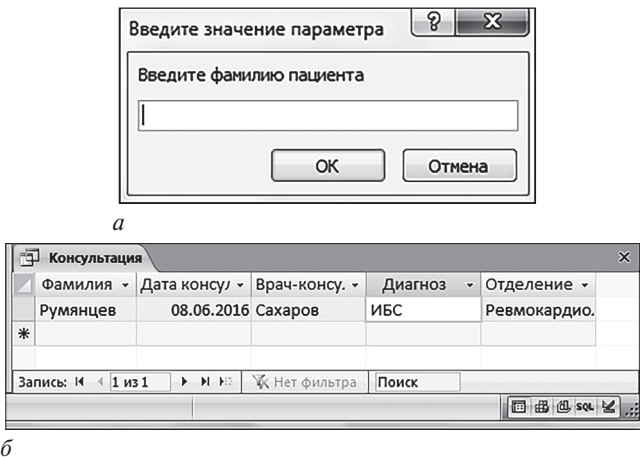 Введите значение параметра
Введите фамилию пациента
ОК Отмена
а
Консультация
Фамилия Дата консул Врач-консу. Диагноз Отделение
Румянцев 08.06.2016 Сахаров ИБС Ревмокардио.
Запись: 1 из 1 Нет фильтра Поиск
SQL
б